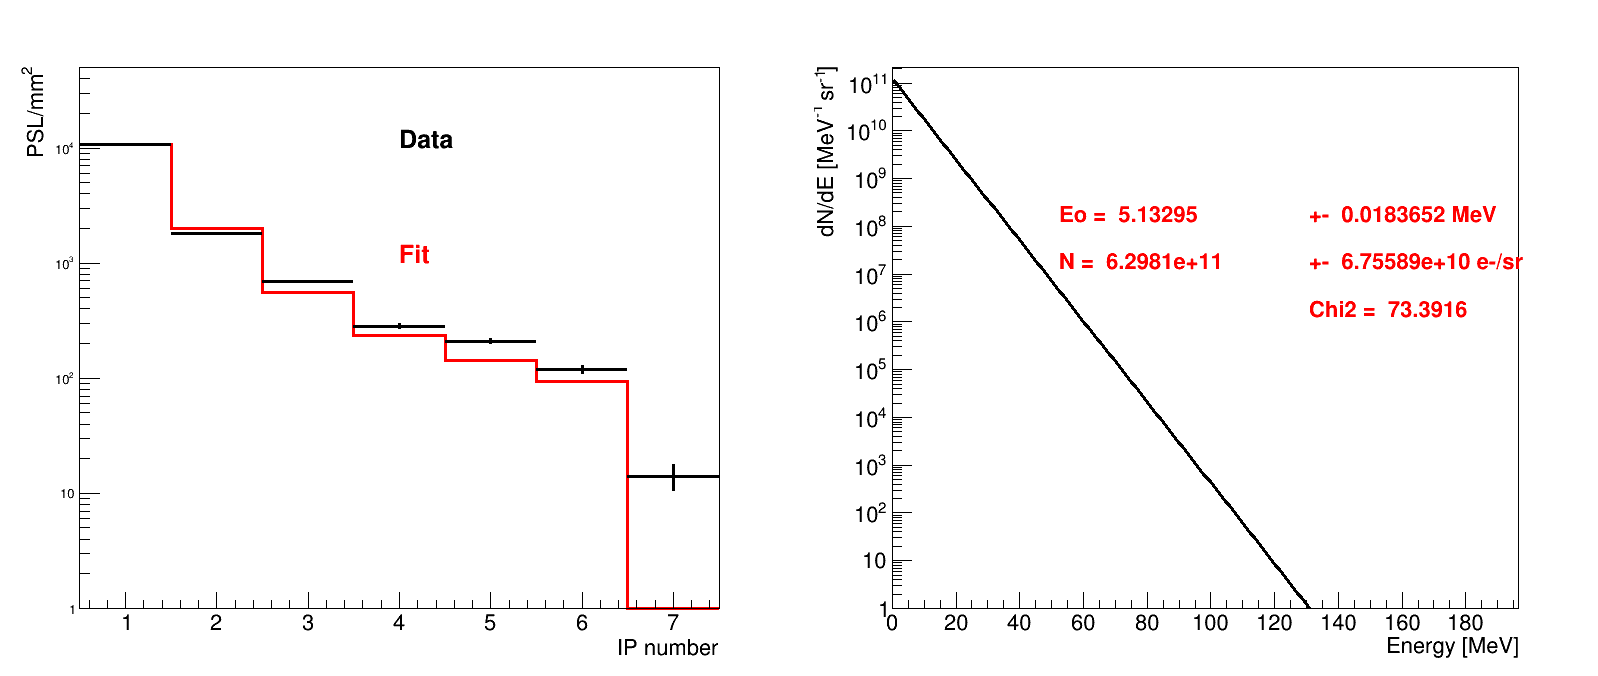 PSL/mm²
10⁴
10³
10²
10
1
Data
Fit
1 2 3 4 5 6 7
IP number
dN/dE [MeV⁻¹ sr⁻¹]
10¹¹
10¹⁰
10⁹
10⁸
10⁷
10⁶
10⁵
10⁴
10³
10²
10
1
Eo = 5.13295 +- 0.0183652 MeV
N = 6.2981e+11 +- 6.75589e+10 e-/sr
Chi2 = 73.3916
0 20 40 60 80 100 120 140 160 180
Energy [MeV]